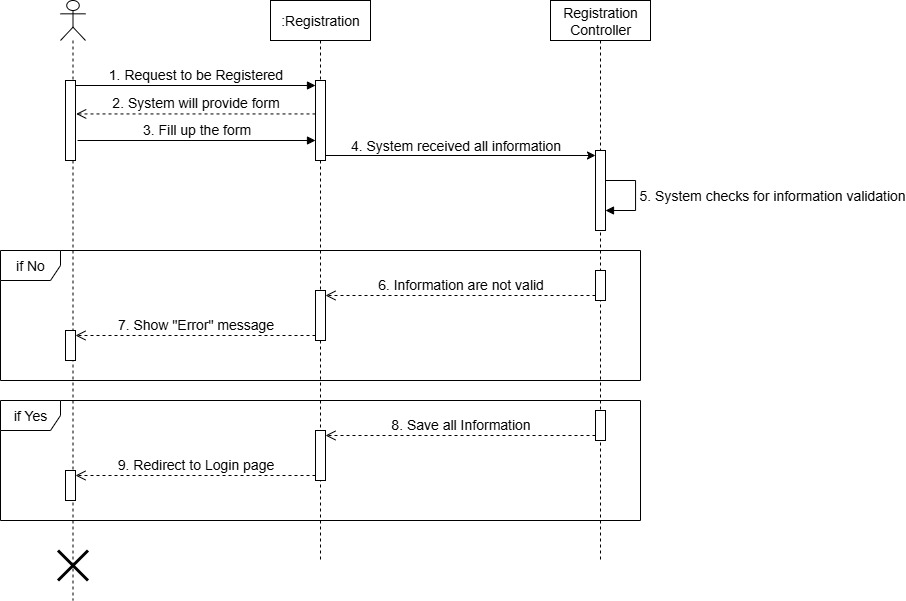 :Registration
Registration
Controller
1. Request to be Registered
2. System will provide form
3. Fill up the form
4. System received all information
5. System checks for information validation
if No
6. Information are not valid
7. Show "Error" message
if Yes
8. Save all Information
9. Redirect to Login page